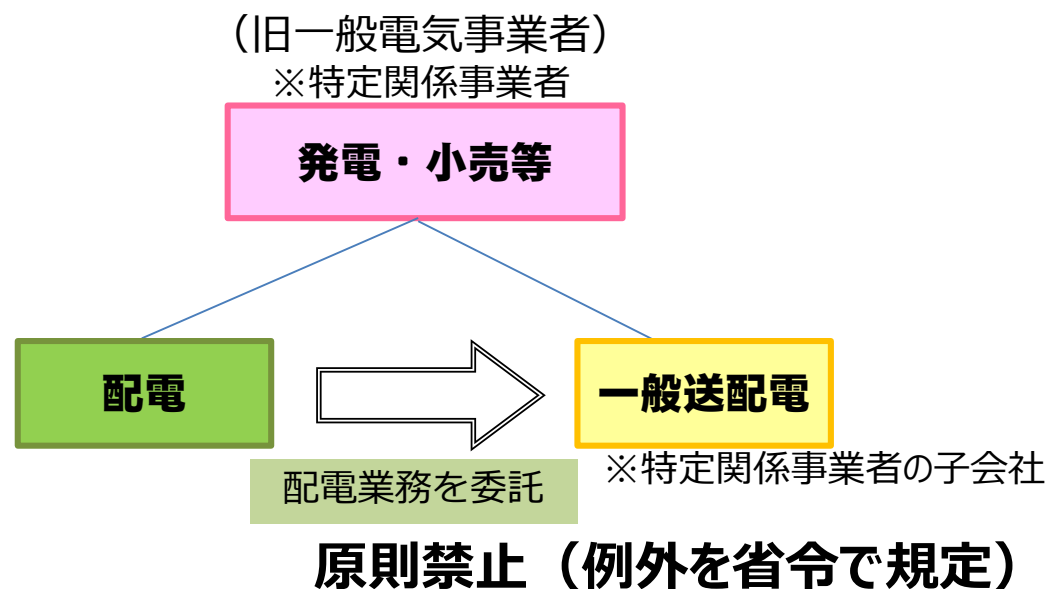 （旧一般電気事業者）
※特定関係事業者
発電・小売等
配電
一般送配電
配電業務を委託
※特定関係事業者の子会社
原則禁止（例外を省令で規定）